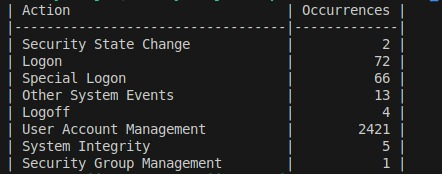 | Action | Occurrences |
|---------------------------------|-------------|
| Security State Change | 2 |
| Logon | 72 |
| Special Logon | 66 |
| Other System Events | 13 |
| Logoff | 4 |
| User Account Management | 2421 |
| System Integrity | 5 |
| Security Group Management | 1 |